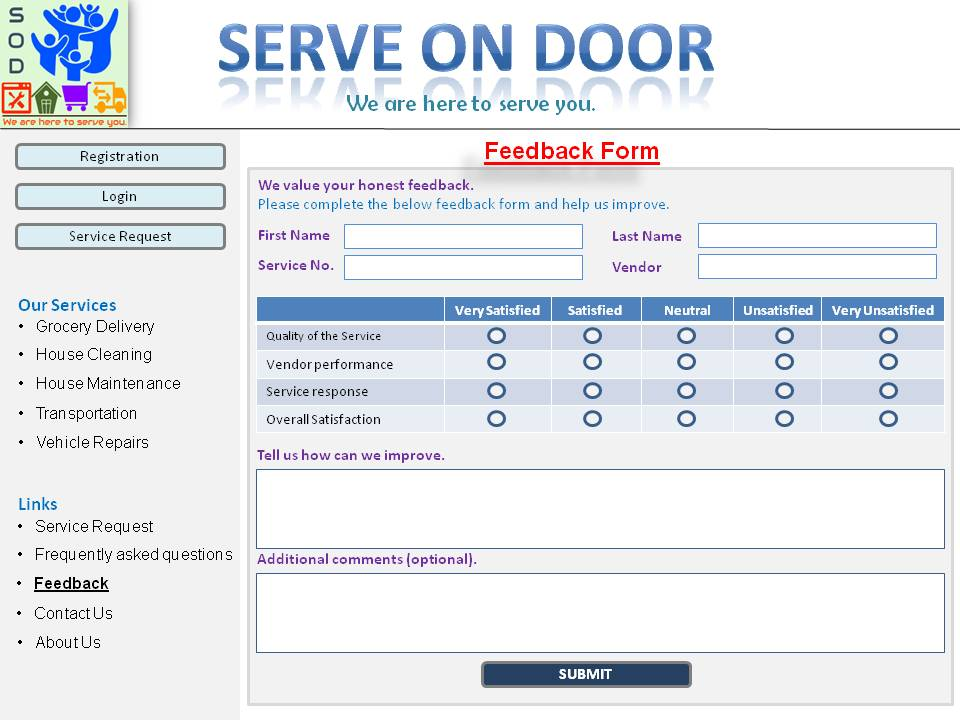 SOD
We are here to serve you.
SERVE ON DOOR
We are here to serve you.
Registration
Login
Service Request
Our Services
• Grocery Delivery
• House Cleaning
• House Maintenance
• Transportation
• Vehicle Repairs
Links
• Service Request
• Frequently asked questions
• Feedback
• Contact Us
• About Us
Feedback Form
We value your honest feedback.
Please complete the below feedback form and help us improve.
First Name Last Name
Service No. Vendor
Very Satisfied Satisfied Neutral Unsatisfied Very Unsatisfied
Quality of the Service
Vendor performance
Service response
Overall Satisfaction
Tell us how can we improve.
Additional comments (optional).
SUBMIT